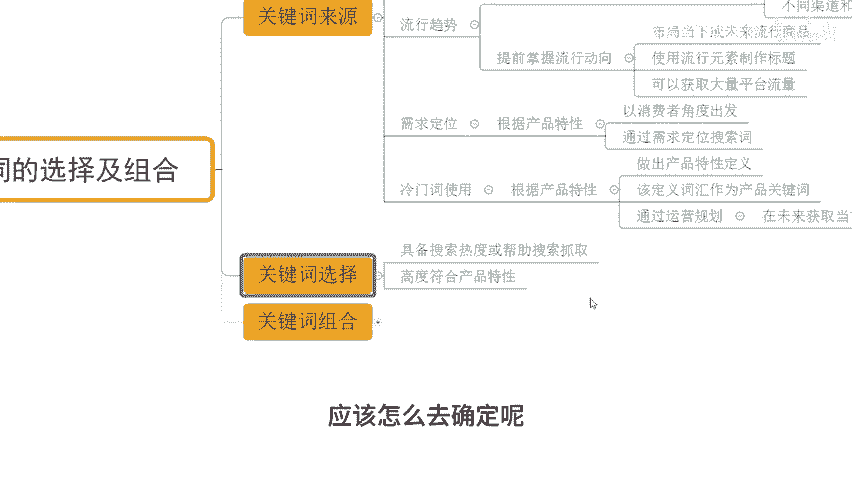 不同渠道和
关键词来源
流行趋势
布局当下或未来流行商品
提前掌握流行动向
使用流行元素制作标题
可以获取大量平台流量
需求定位
根据产品特性
以消费者角度出发
通过需求定位搜索词
词的选择及组合
做出产品特性定义
冷门词使用
根据产品特性
该定义词汇作为产品关键词
通过运营规划
在未来获取当
关键词选择
具备搜索热度或帮助搜索抓取
高度符合产品特性
关键词组合
应该怎么去确定呢